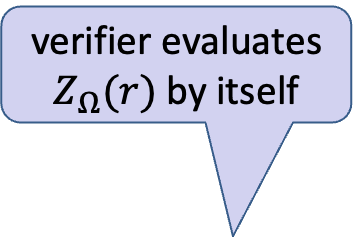 verifier evaluates
Z_Ω(r) by itself